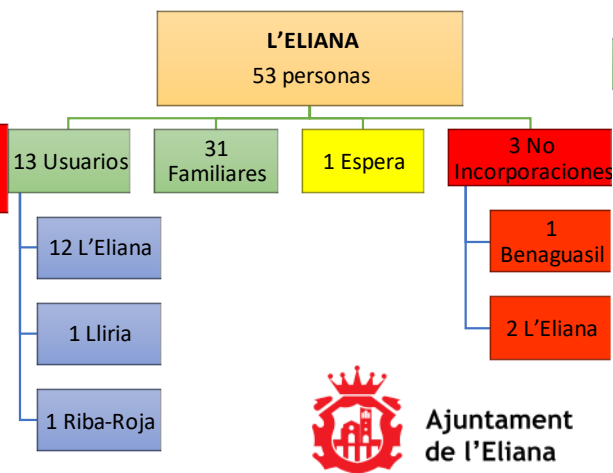 L'ELIANA
53 personas
13 Usuarios
31
Familiares
1 Espera
3 No
Incorporaciones
12 L'Eliana
1 Lliria
1 Riba-Roja
1
Benaguasil
2 L'Eliana
Ajuntament
de l'Eliana